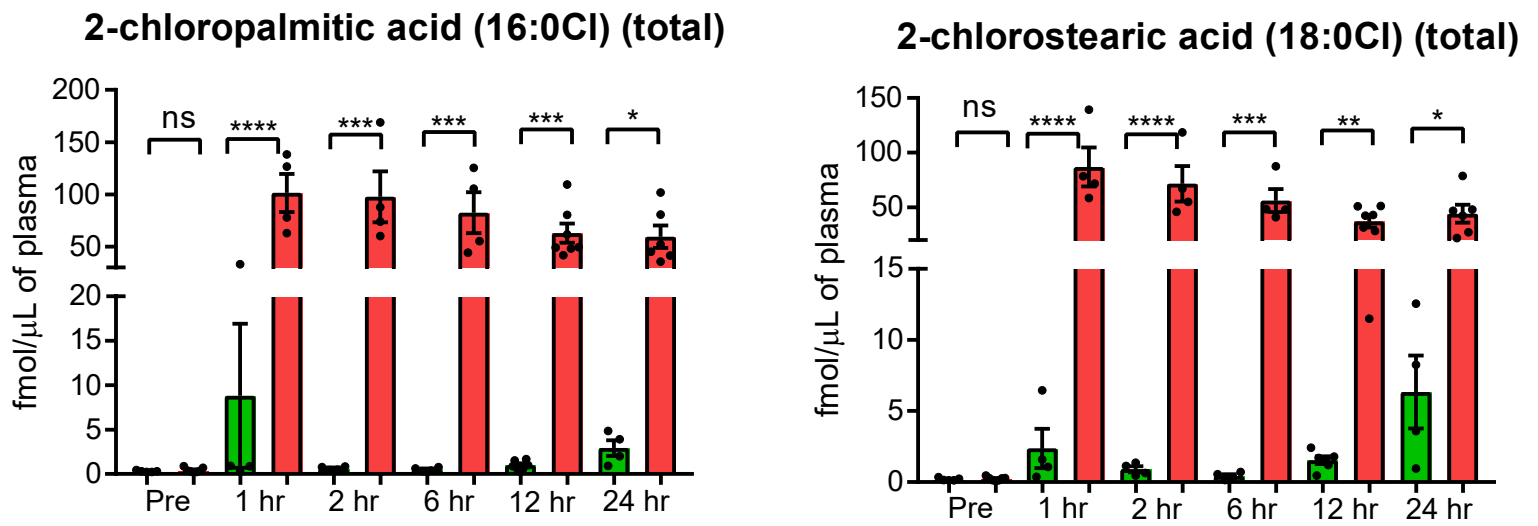 2-chloropalmitic acid (16:0Cl) (total)
fmol/μL of plasma
200
150
100
50
20
15
10
5
0
ns
****
***
***
***
*
Pre
1 hr
2 hr
6 hr
12 hr
24 hr
2-chlorostearic acid (18:0Cl) (total)
fmol/μL of plasma
150
100
50
15
10
5
0
ns
****
****
***
**
*
Pre
1 hr
2 hr
6 hr
12 hr
24 hr